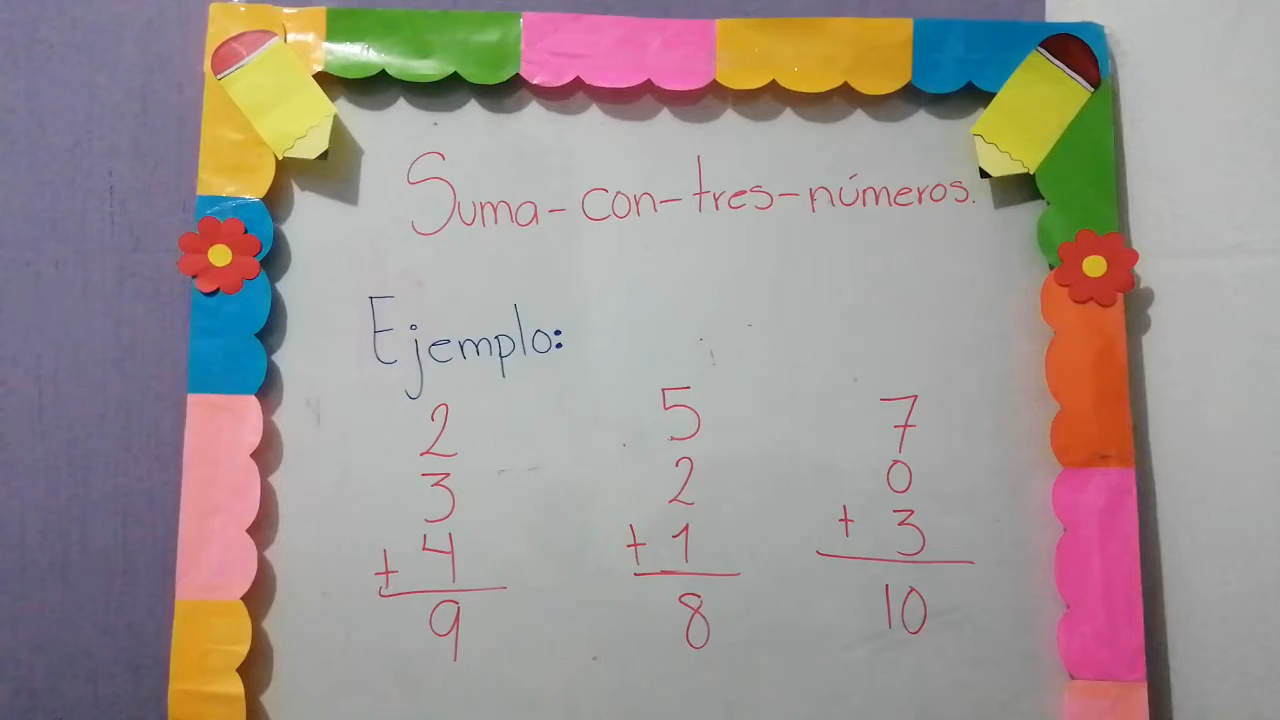 Suma-con-tres-números.
Ejemplo:
2 5 7
3 2 0
+ 4 + 1 + 3
9 8 10